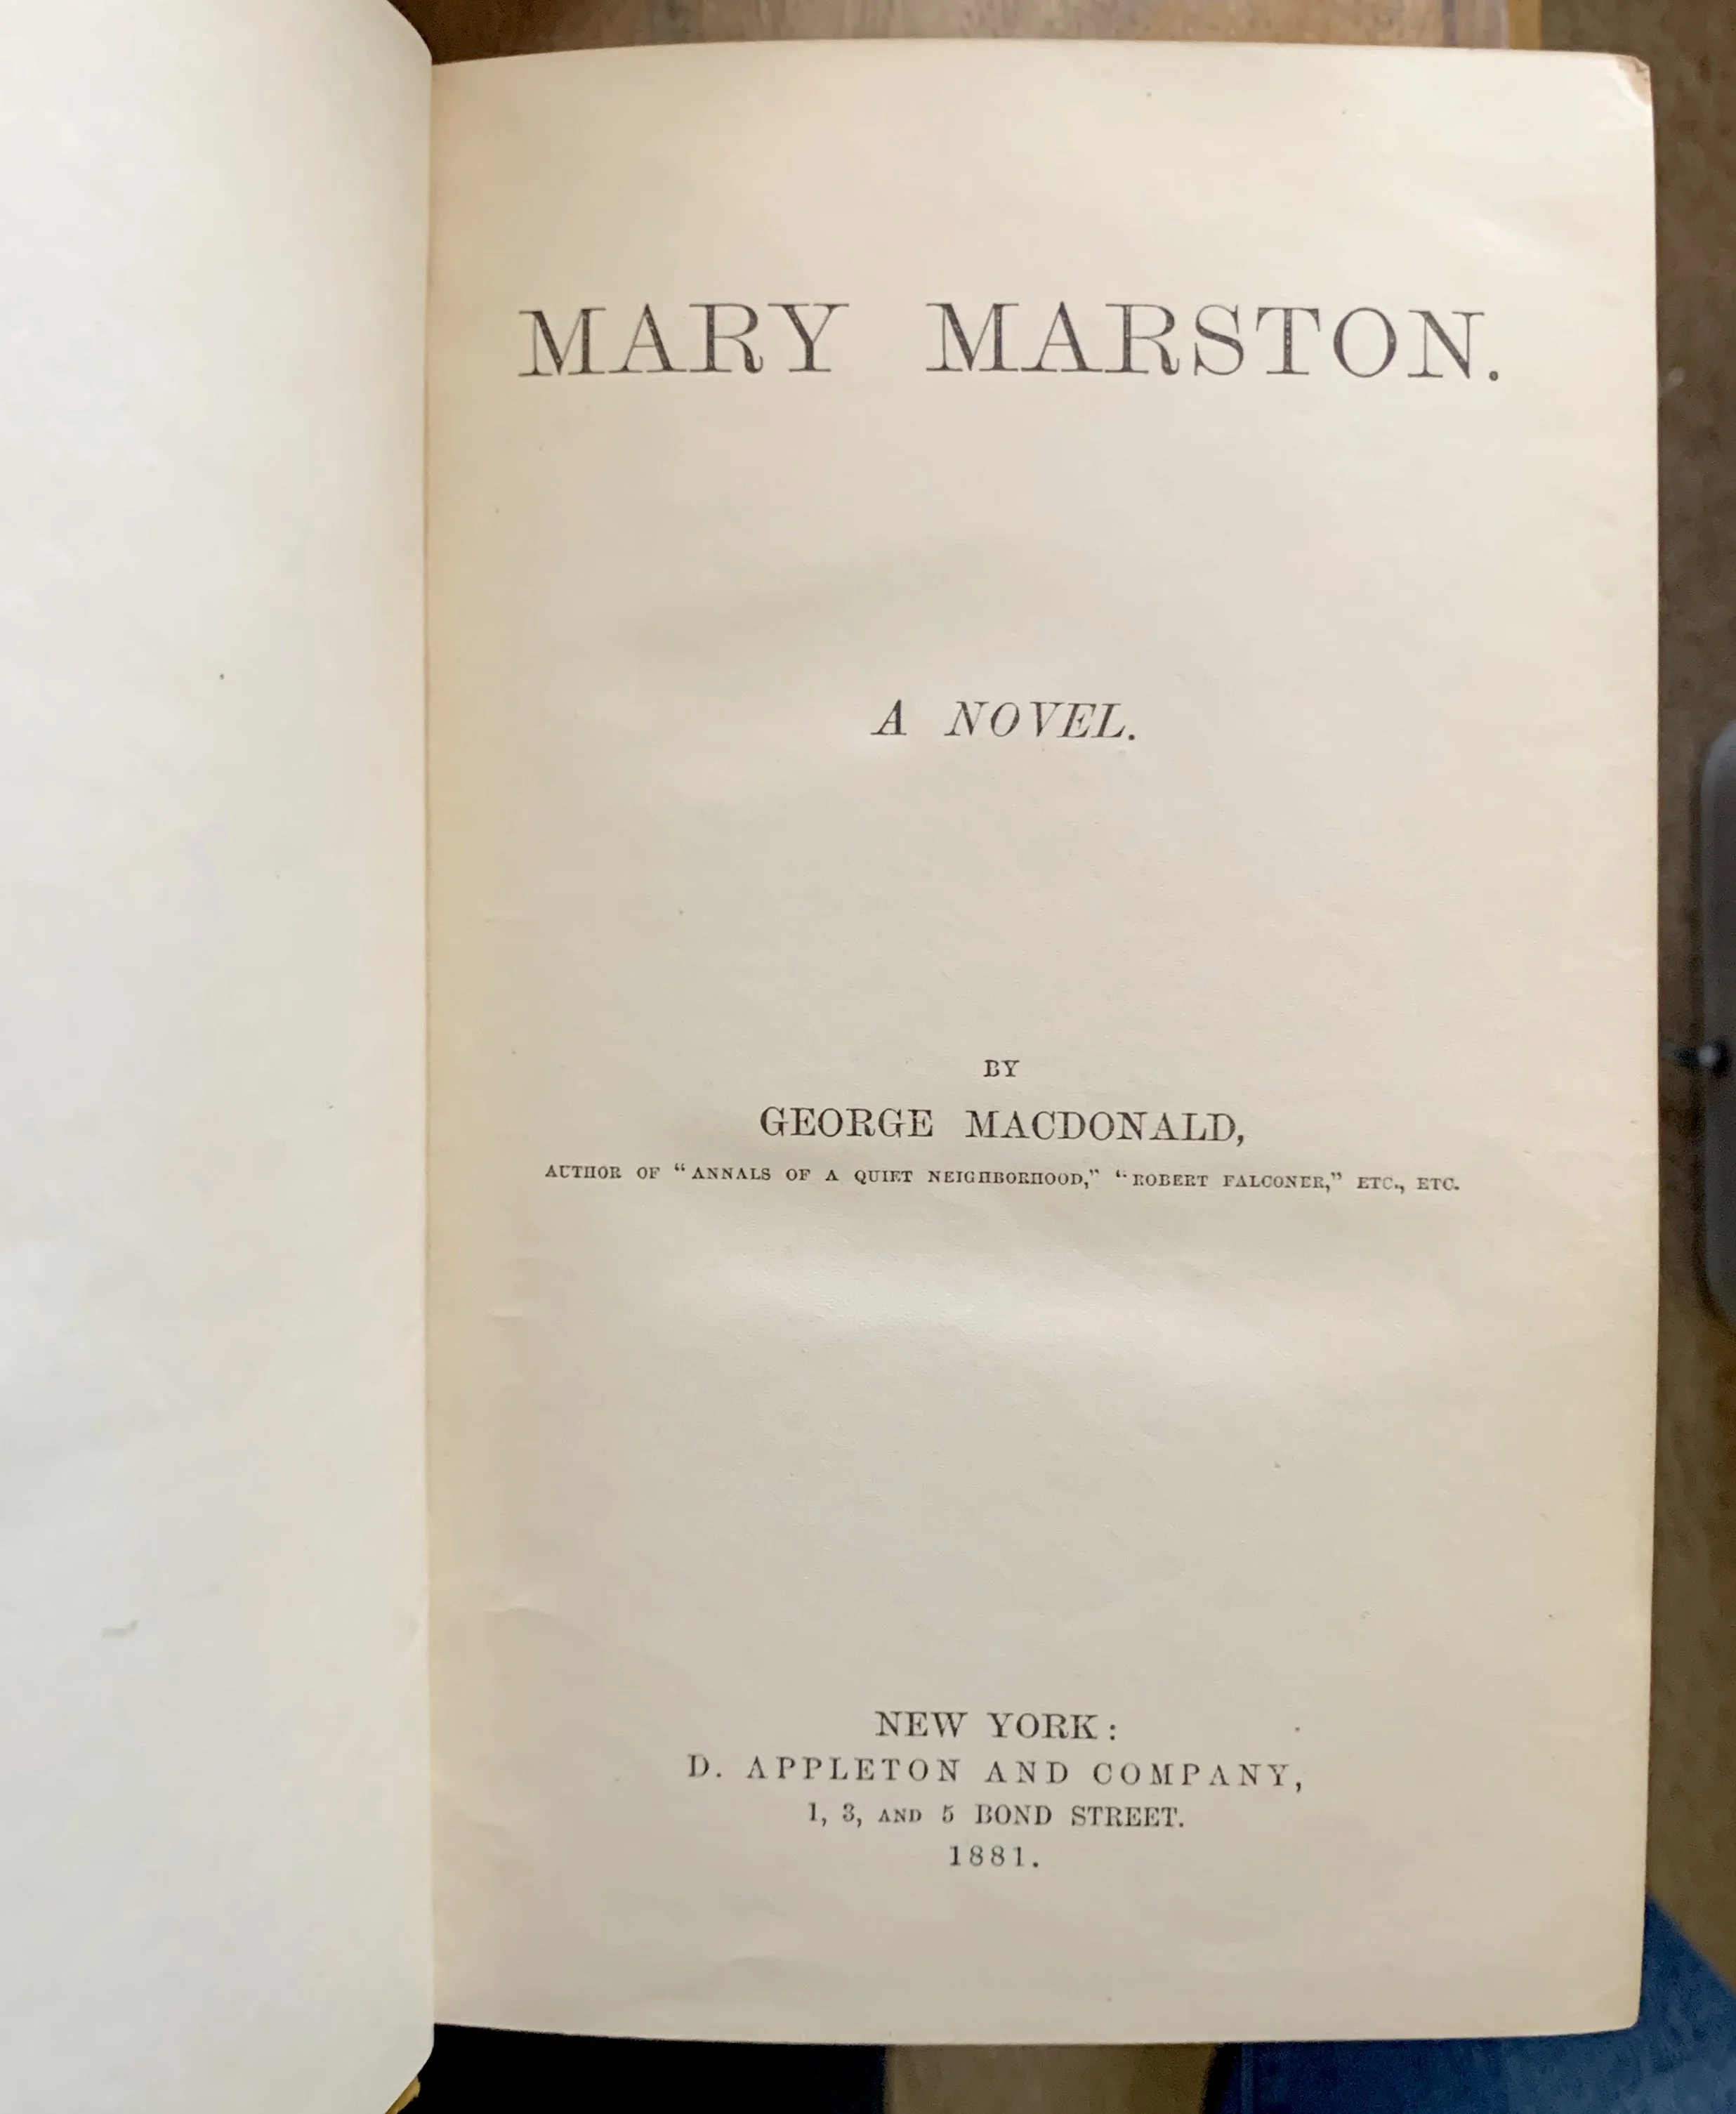 MARY MARSTON.
A NOVEL.
BY
GEORGE MACDONALD,
AUTHOR OF “ANNALS OF A QUIET NEIGHBORHOOD,” “ROBERT FALCONER,” ETC., ETC.
NEW YORK:
D. APPLETON AND COMPANY,
1, 3, AND 5 BOND STREET.
1881.